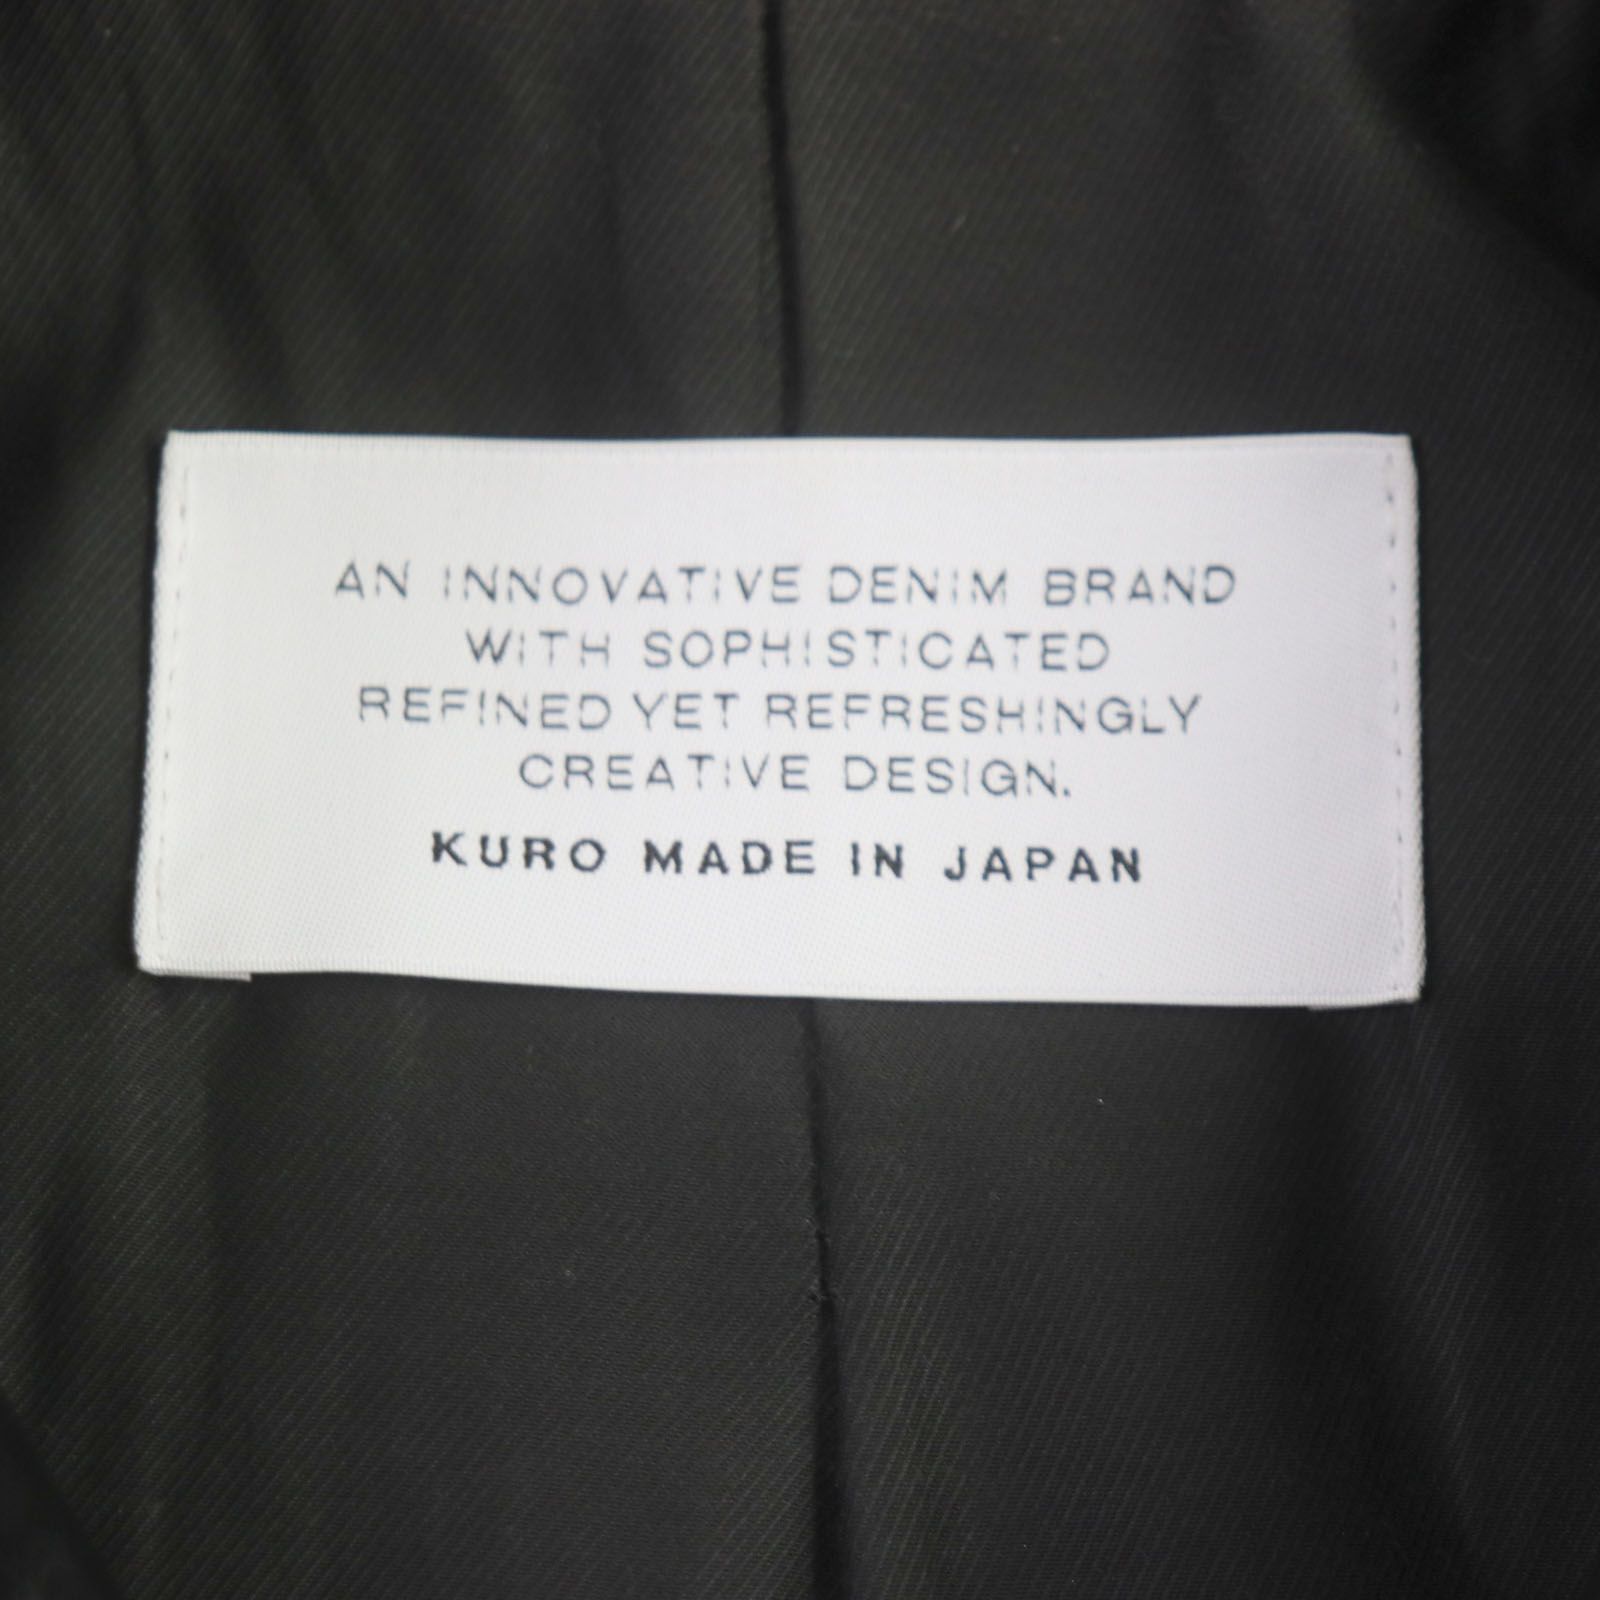 AN INNOVATIVE DENIM BRAND
WITH SOPHISTICATED
REFINED YET REFRESHINGLY
CREATIVE DESIGN.
KURO MADE IN JAPAN